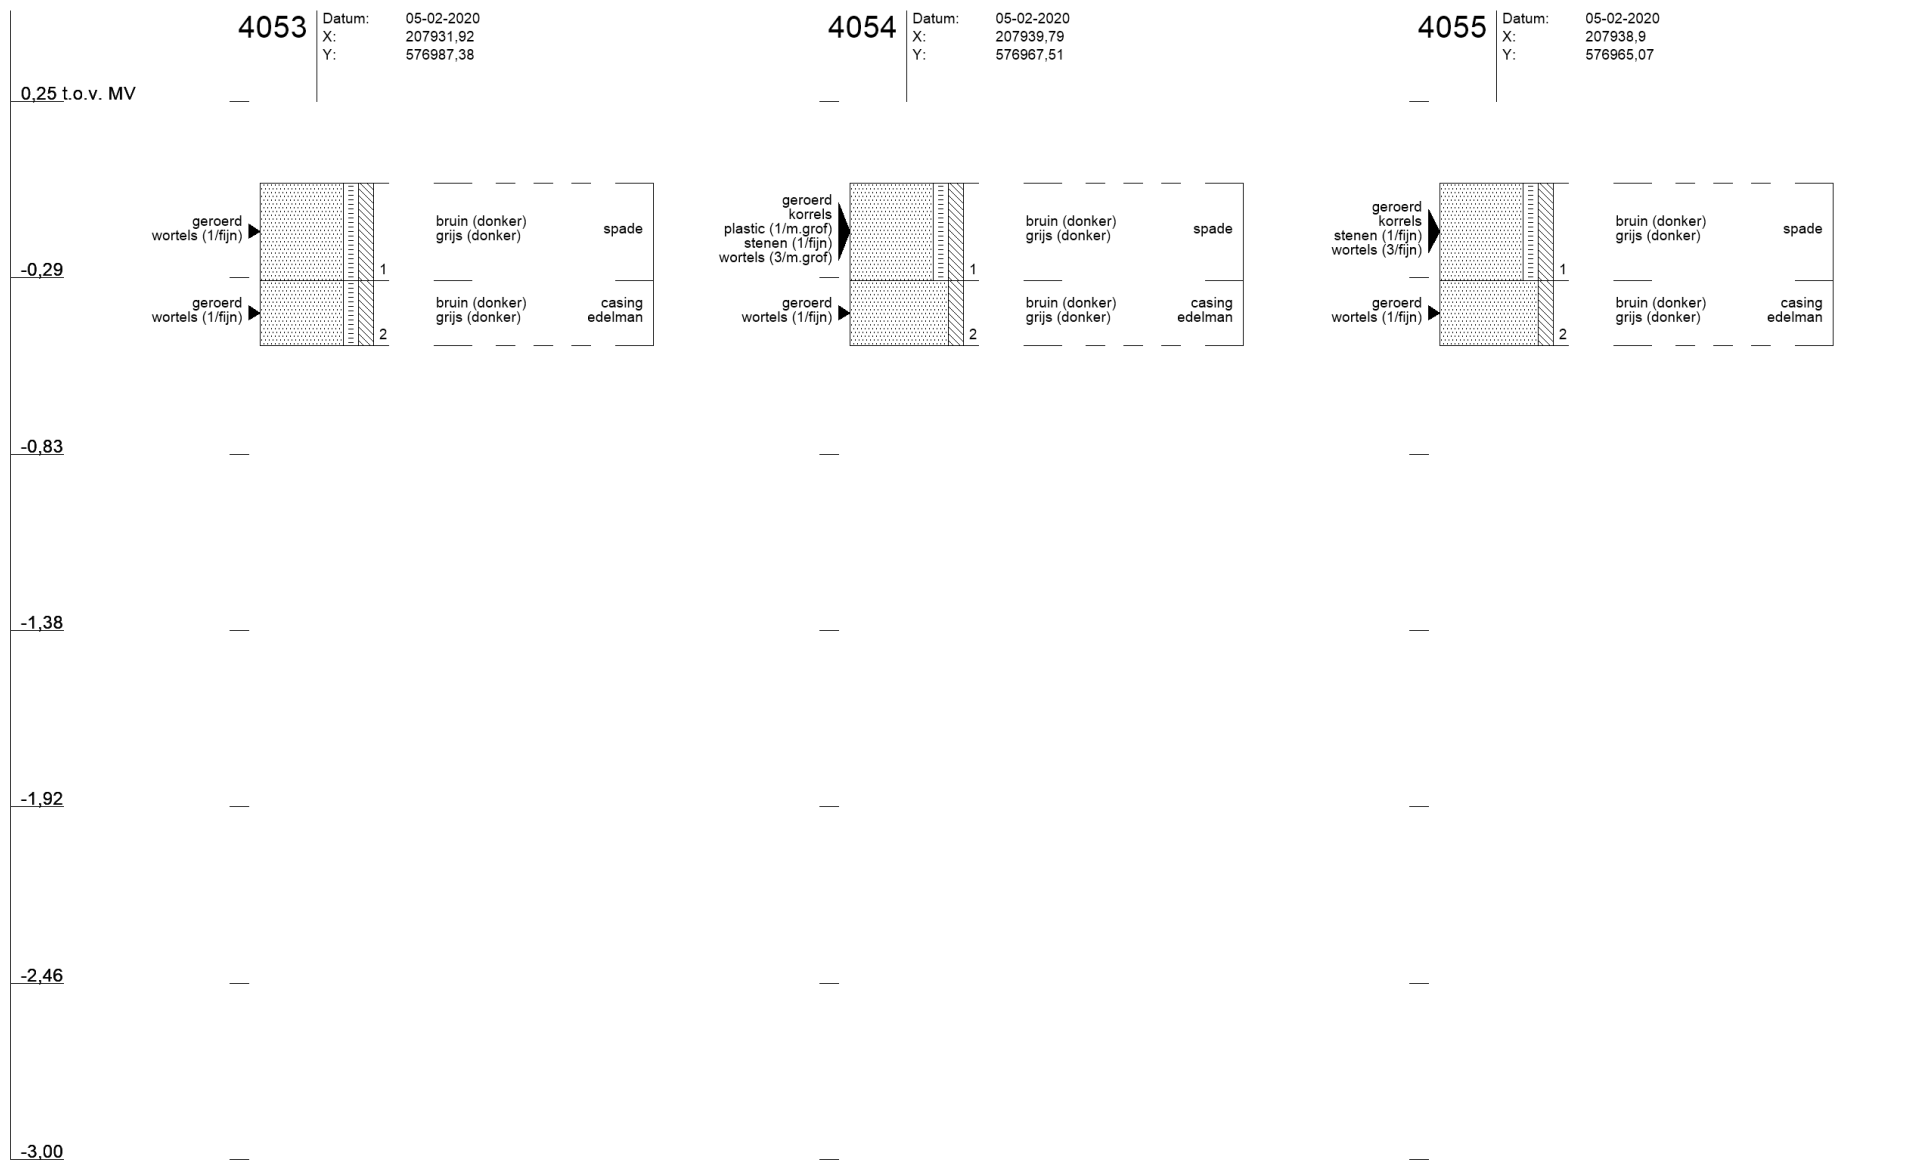 4053
Datum: 05-02-2020
X: 207931,92
Y: 576987,38
4054
Datum: 05-02-2020
X: 207939,79
Y: 576967,51
4055
Datum: 05-02-2020
X: 207938,9
Y: 576965,07
0,25 t.o.v. MV
-0,29
-0,83
-1,38
-1,92
-2,46
-3,00
geroerd
wortels (1/fijn)
1
bruin (donker)
grijs (donker)
spade
geroerd
wortels (1/fijn)
2
bruin (donker)
grijs (donker)
casing
edelman
geroerd
korrels
plastic (1/m.grof)
stenen (1/fijn)
wortels (3/m.grof)
1
bruin (donker)
grijs (donker)
spade
geroerd
wortels (1/fijn)
2
bruin (donker)
grijs (donker)
casing
edelman
geroerd
korrels
stenen (1/fijn)
wortels (3/fijn)
1
bruin (donker)
grijs (donker)
spade
geroerd
wortels (1/fijn)
2
bruin (donker)
grijs (donker)
casing
edelman